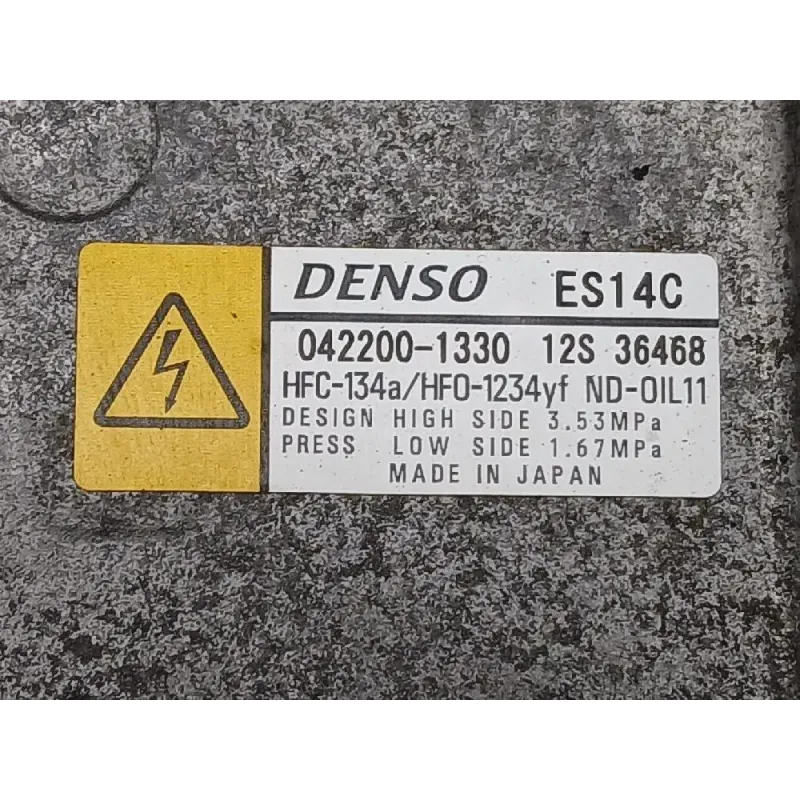 DENSO ES14C
042200-1330 12S 36468
HFC-134a/HFO-1234yf ND-OIL11
DESIGN HIGH SIDE 3.53MPa
PRESS LOW SIDE 1.67MPa
MADE IN JAPAN